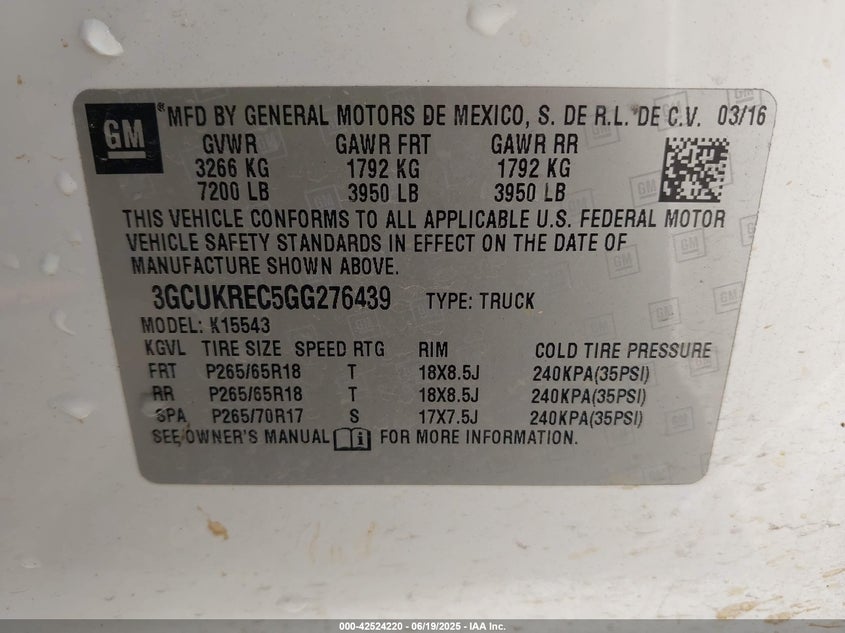 GM ® MFD BY GENERAL MOTORS DE MEXICO, S. DE R.L. DE C.V. 03/16
GVWR GAWR FRT GAWR RR
3266 KG 1792 KG 1792 KG
7200 LB 3950 LB 3950 LB
THIS VEHICLE CONFORMS TO ALL APPLICABLE U.S. FEDERAL MOTOR
VEHICLE SAFETY STANDARDS IN EFFECT ON THE DATE OF
MANUFACTURE SHOWN ABOVE.
3GCUKREC5GG276439 TYPE: TRUCK
MODEL: K15543
KGVL TIRE SIZE SPEED RTG RIM COLD TIRE PRESSURE
FRT P265/65R18 T 18X8.5J 240KPA(35PSI)
RR P265/65R18 T 18X8.5J 240KPA(35PSI)
SPA P265/70R17 S 17X7.5J 240KPA(35PSI)
SEE OWNER'S MANUAL i FOR MORE INFORMATION.
000-42524220 - 06/19/2025 - IAA Inc.